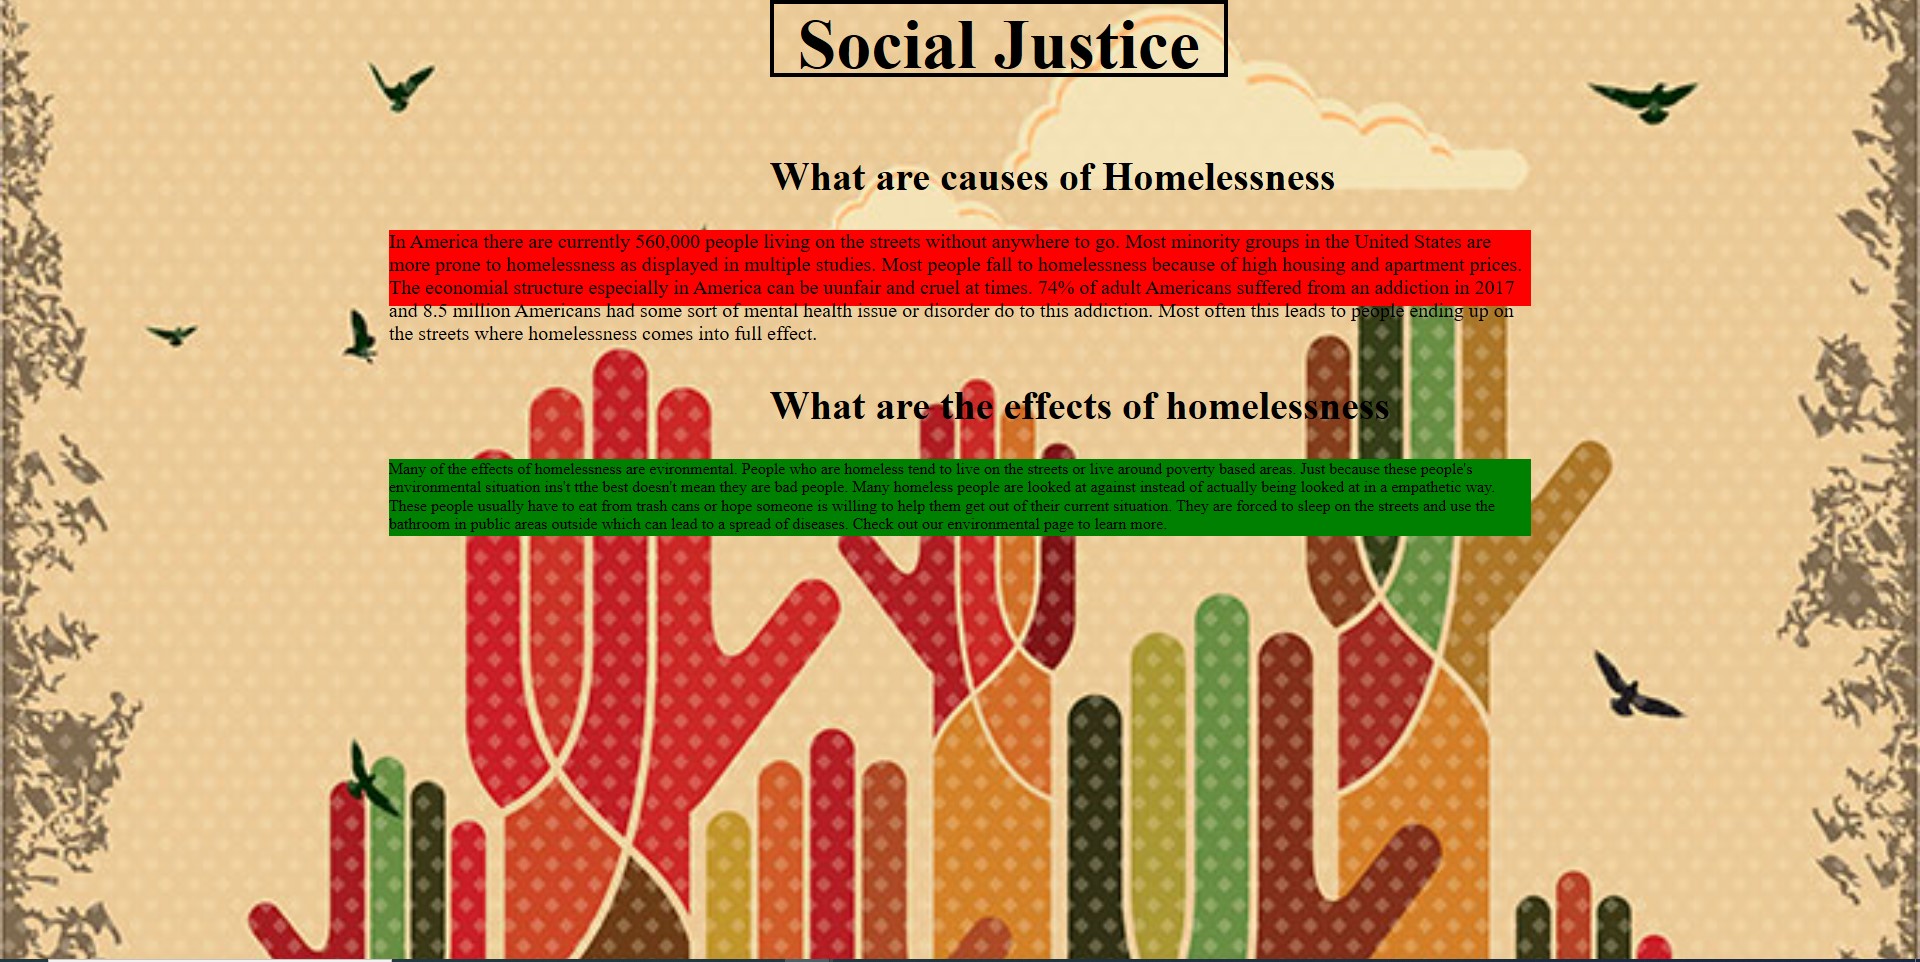 Social Justice
What are causes of Homelessness
In America there are currently 560,000 people living on the streets without anywhere to go. Most minority groups in the United States are
more prone to homelessness as displayed in multiple studies. Most people fall to homelessness because of high housing and apartment prices.
The economial structure especially in America can be uunfair and cruel at times. 74% of adult Americans suffered from an addiction in 2017
and 8.5 million Americans had some sort of mental health issue or disorder do to this addiction. Most often this leads to people ending up on
the streets where homelessness comes into full effect.
What are the effects of homelessness
Many of the effects of homelessness are evironmental. People who are homeless tend to live on the streets or live around poverty based areas. Just because these people's
environmental situation ins't tthe best doesn't mean they are bad people. Many homeless people are looked at against instead of actually being looked at in a empathetic way.
These people usually have to eat from trash cans or hope someone is willing to help them get out of their current situation. They are forced to sleep on the streets and use the
bathroom in public areas outside which can lead to a spread of diseases. Check out our environmental page to learn more.